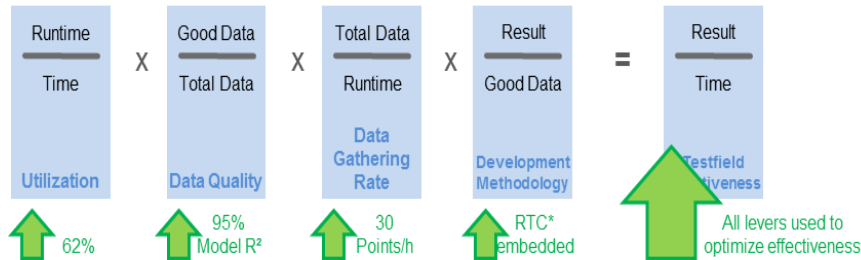 Runtime
Time
Utilization
62%
X
Good Data
Total Data
Data Quality
95%
Model R²
X
Total Data
Runtime
Data
Gathering
Rate
30
Points/h
X
Result
Good Data
Development
Methodology
RTC*
embedded
=
Result
Time
Testfield
All levers used to
optimize effectiveness